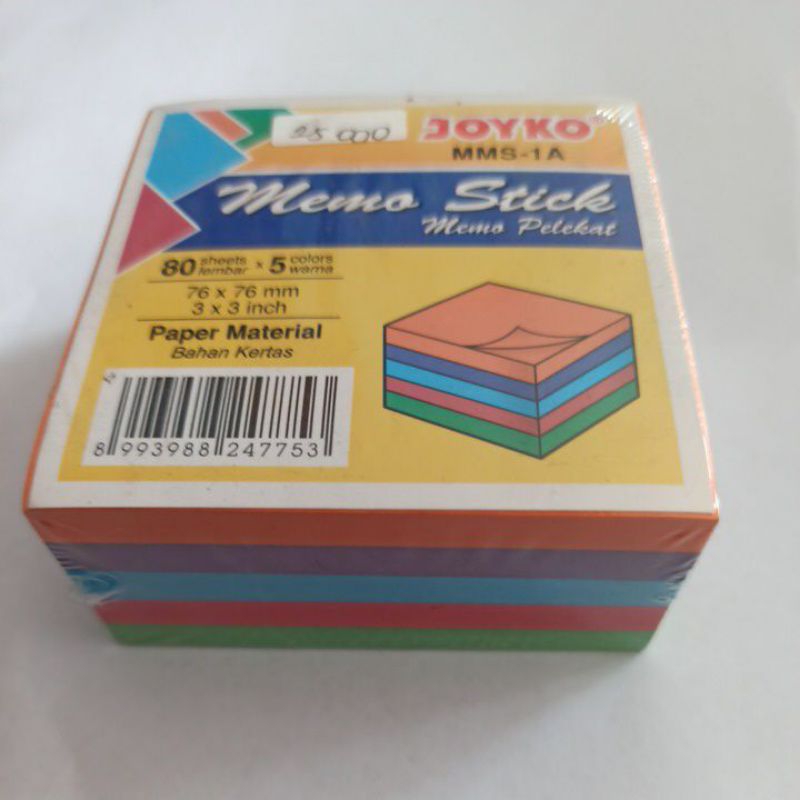 25 000
JOYKO®
MMS-1A
Memo Stick
Memo Pelekat
80 sheets lembar x 5 colors warna
76 x 76 mm
3 x 3 inch
Paper Material
Bahan Kertas
8 993988 247753